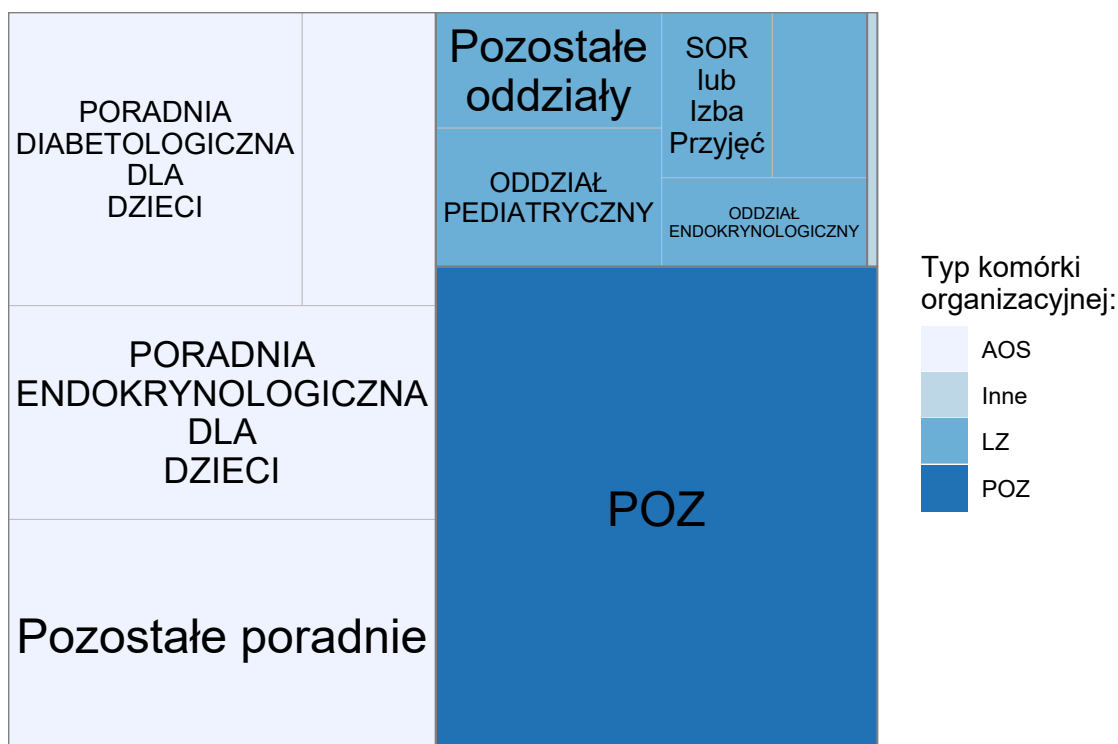 PORADNIA
DIABETOLOGICZNA
DLA
DZIECI
PORADNIA
ENDOKRYNOLOGICZNA
DLA
DZIECI
Pozostałe poradnie
Pozostałe
oddziały
ODDZIAŁ
PEDIATRYCZNY
SOR
lub
Izba
Przyjęć
ODDZIAŁ
ENDOKRYNOLOGICZNY
POZ
Typ komórki
organizacyjnej:
AOS
Inne
LZ
POZ